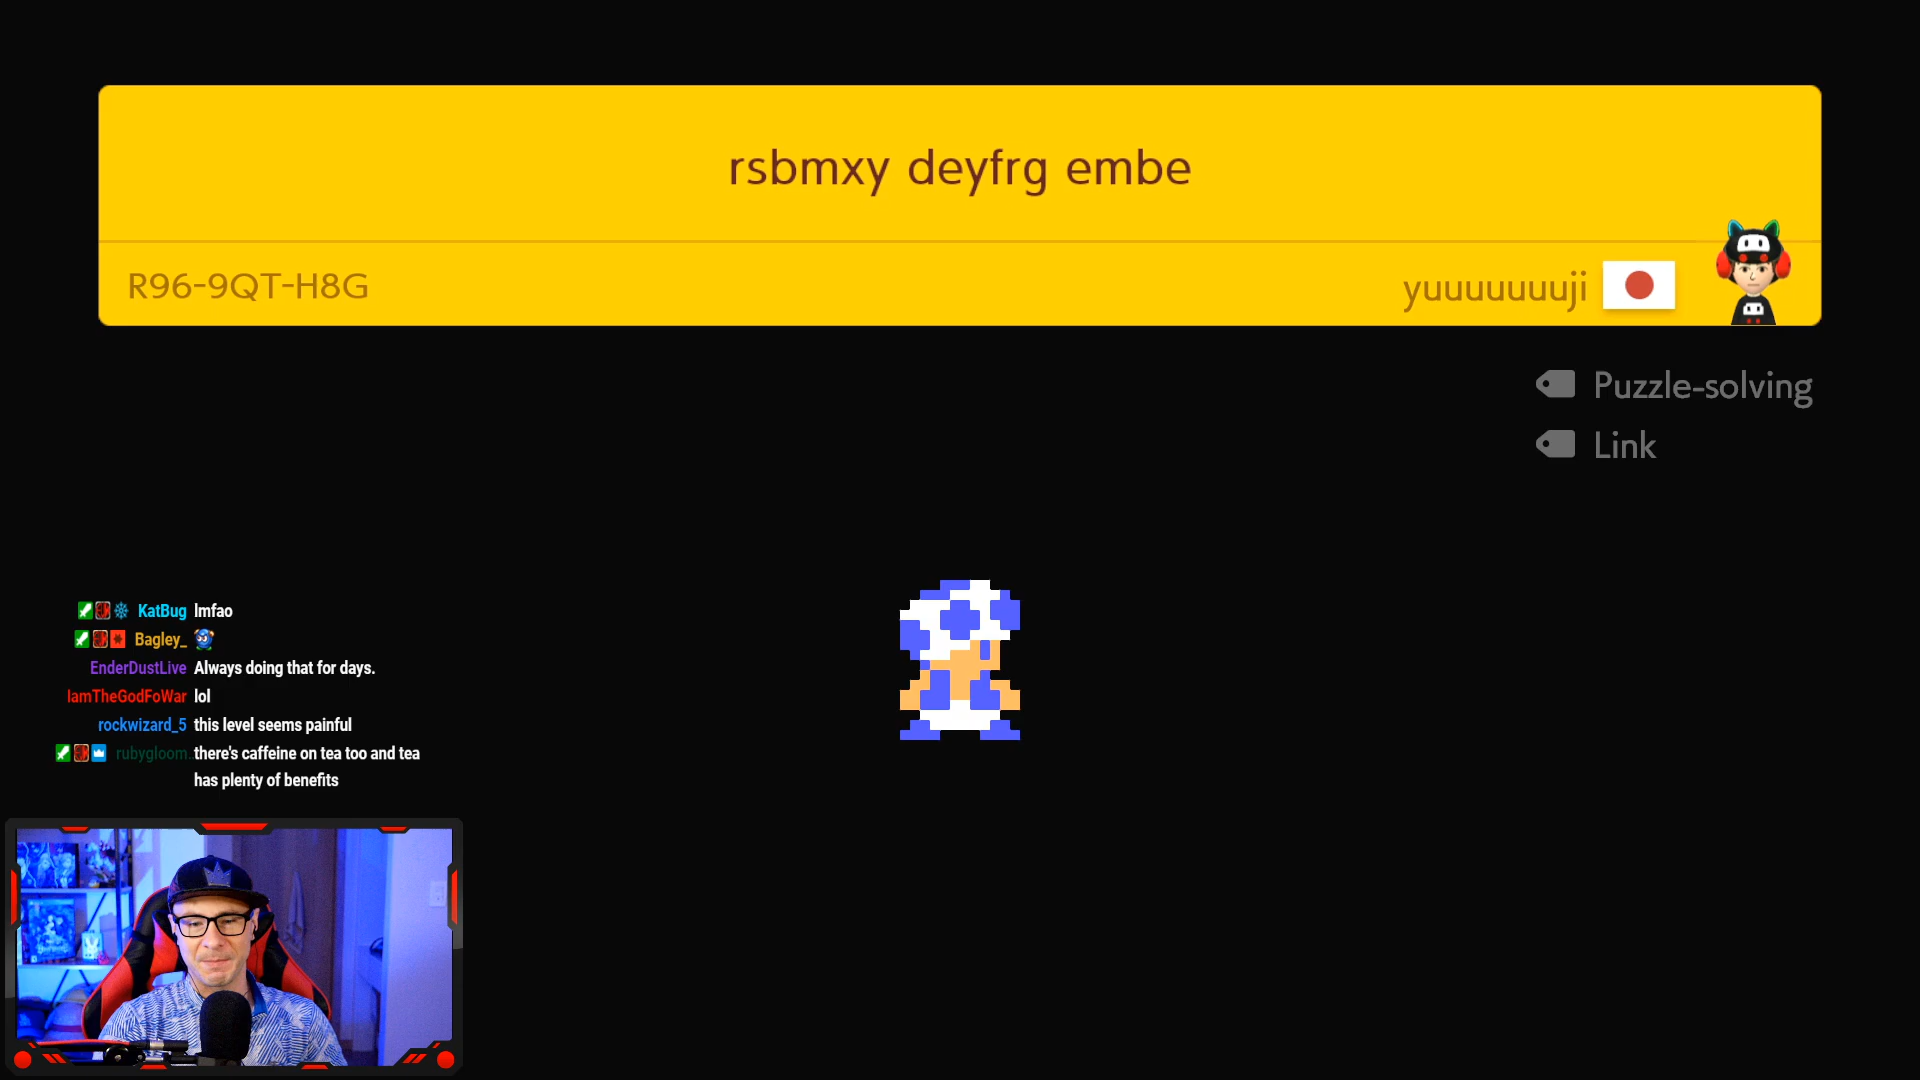 rsbmxy deyfrg embe
R96-9QT-H8G
yuuuuuuuji
Puzzle-solving
Link
KatBug lmfao
Bagley_
EnderDustLive Always doing that for days.
IamTheGodFoWar lol
rockwizard_5 this level seems painful
rubygloom.. there's caffeine on tea too and tea
has plenty of benefits